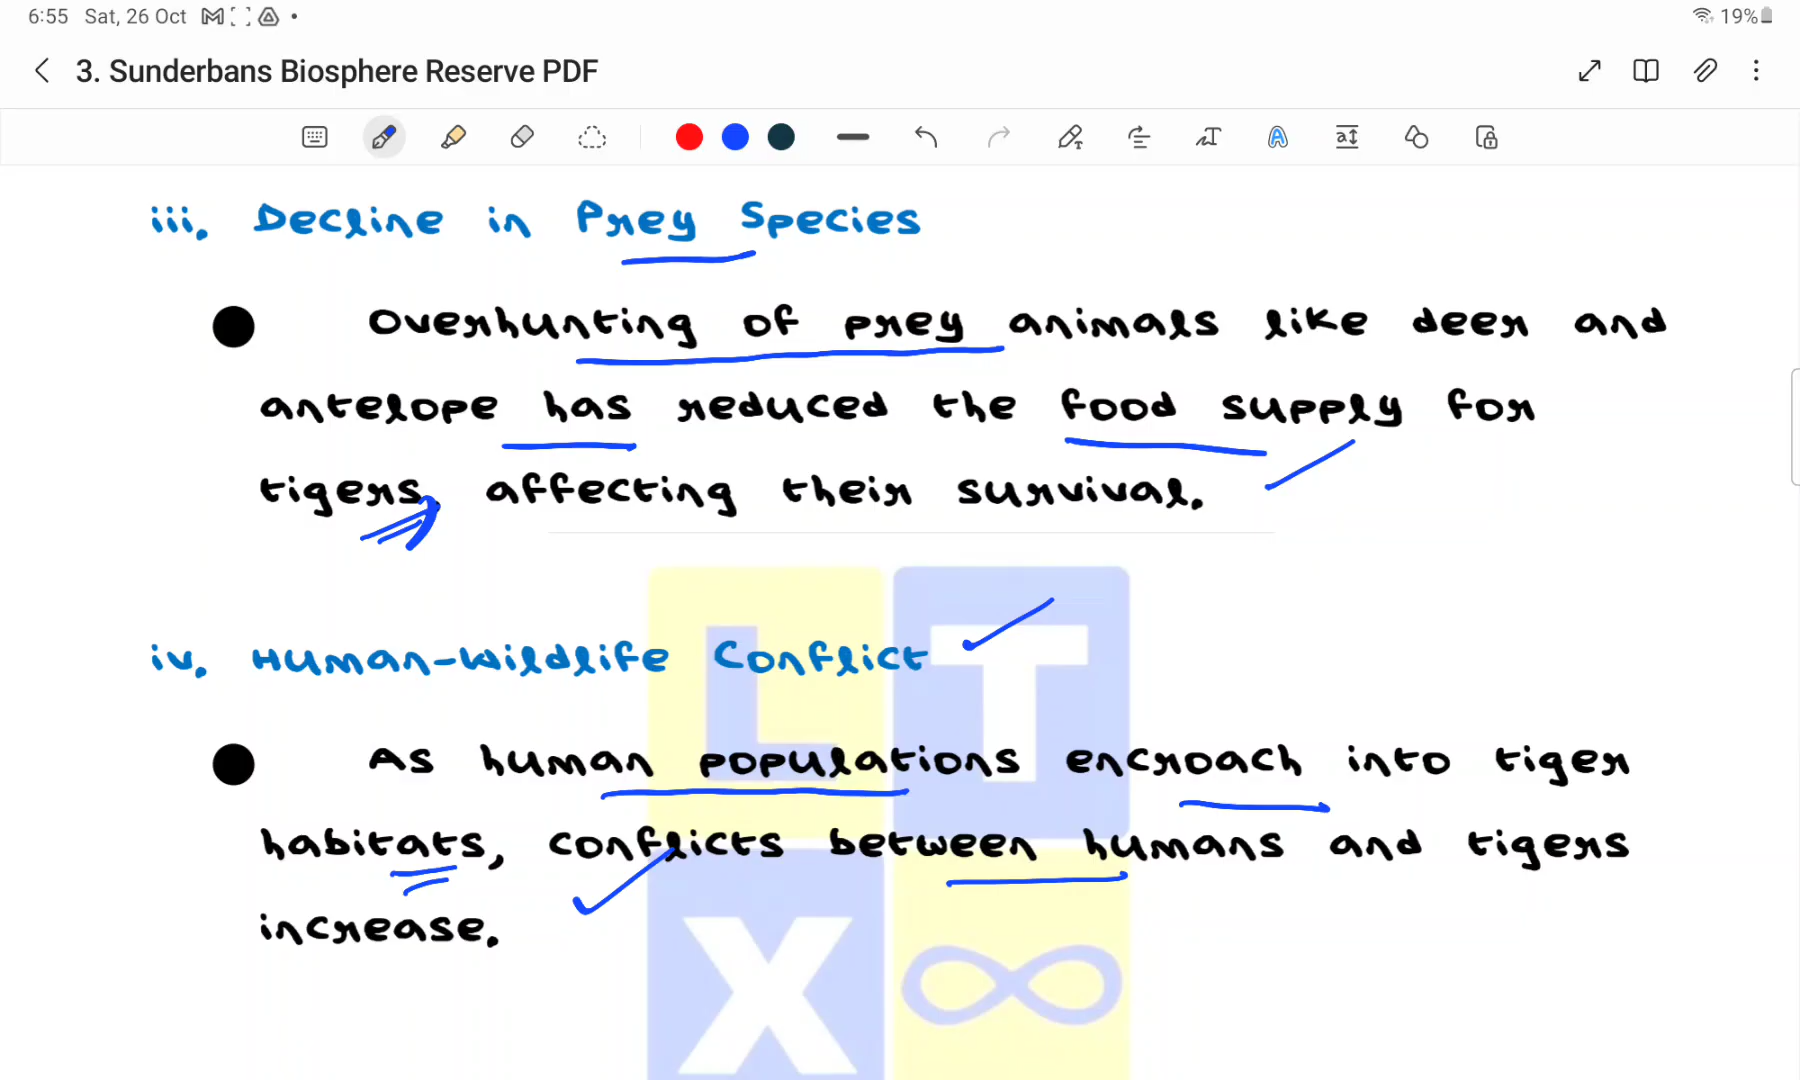 6:55 Sat, 26 Oct 19%
3. Sunderbans Biosphere Reserve PDF
iii. Decline in Prey Species
● Overhunting of prey animals like deer and
antelope has reduced the food supply for
tigers, affecting their survival.
iv. Human-Wildlife Conflict
● As human populations encroach into tiger
habitats, conflicts between humans and tigers
increase.
L T
X ∞